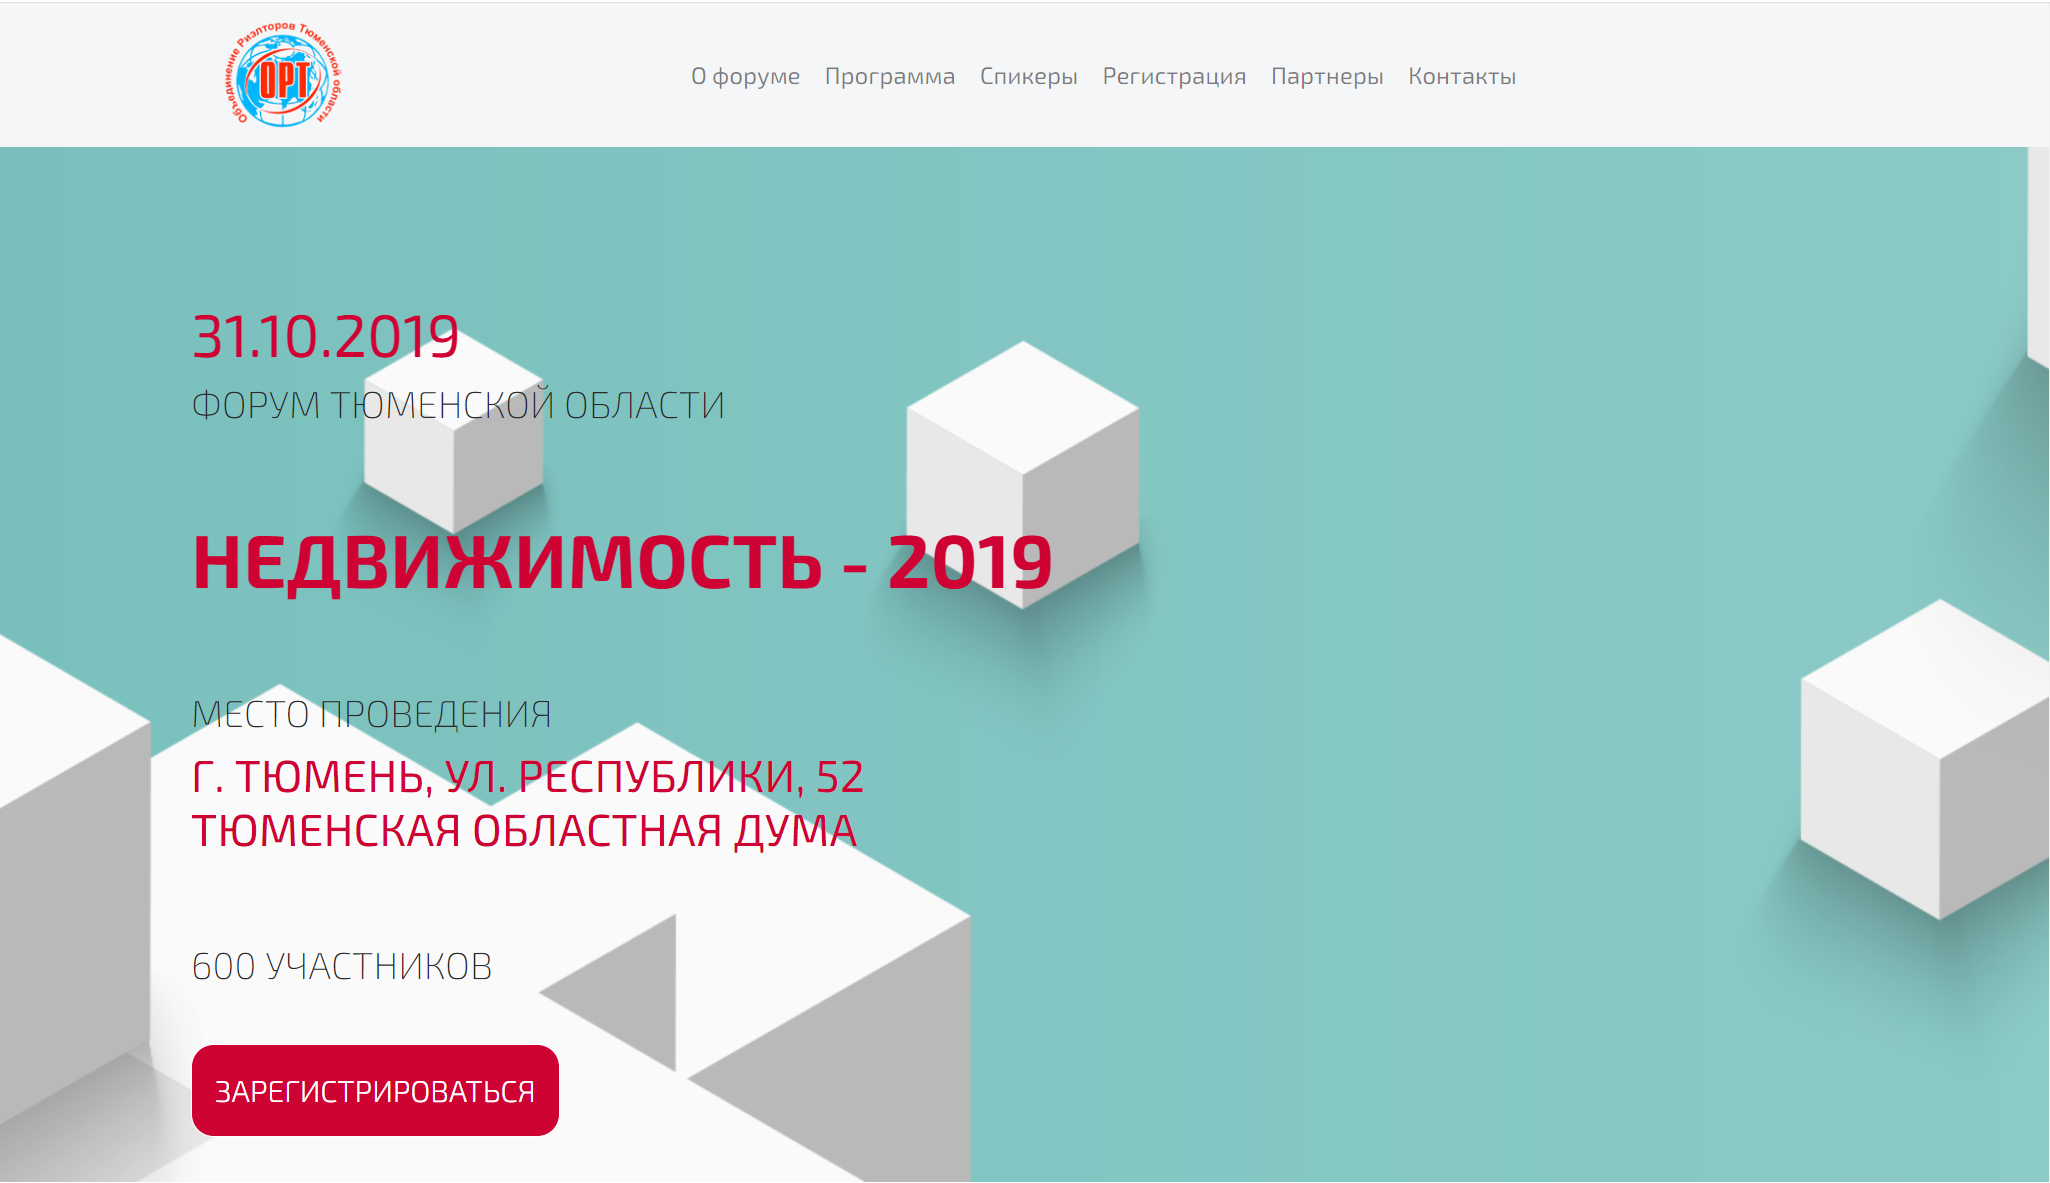 Объединение Риэлторов Тюменской области
ОРТ
О форуме Программа Спикеры Регистрация Партнеры Контакты
31.10.2019
ФОРУМ ТЮМЕНСКОЙ ОБЛАСТИ
НЕДВИЖИМОСТЬ - 2019
МЕСТО ПРОВЕДЕНИЯ
Г. ТЮМЕНЬ, УЛ. РЕСПУБЛИКИ, 52
ТЮМЕНСКАЯ ОБЛАСТНАЯ ДУМА
600 УЧАСТНИКОВ
ЗАРЕГИСТРИРОВАТЬСЯ